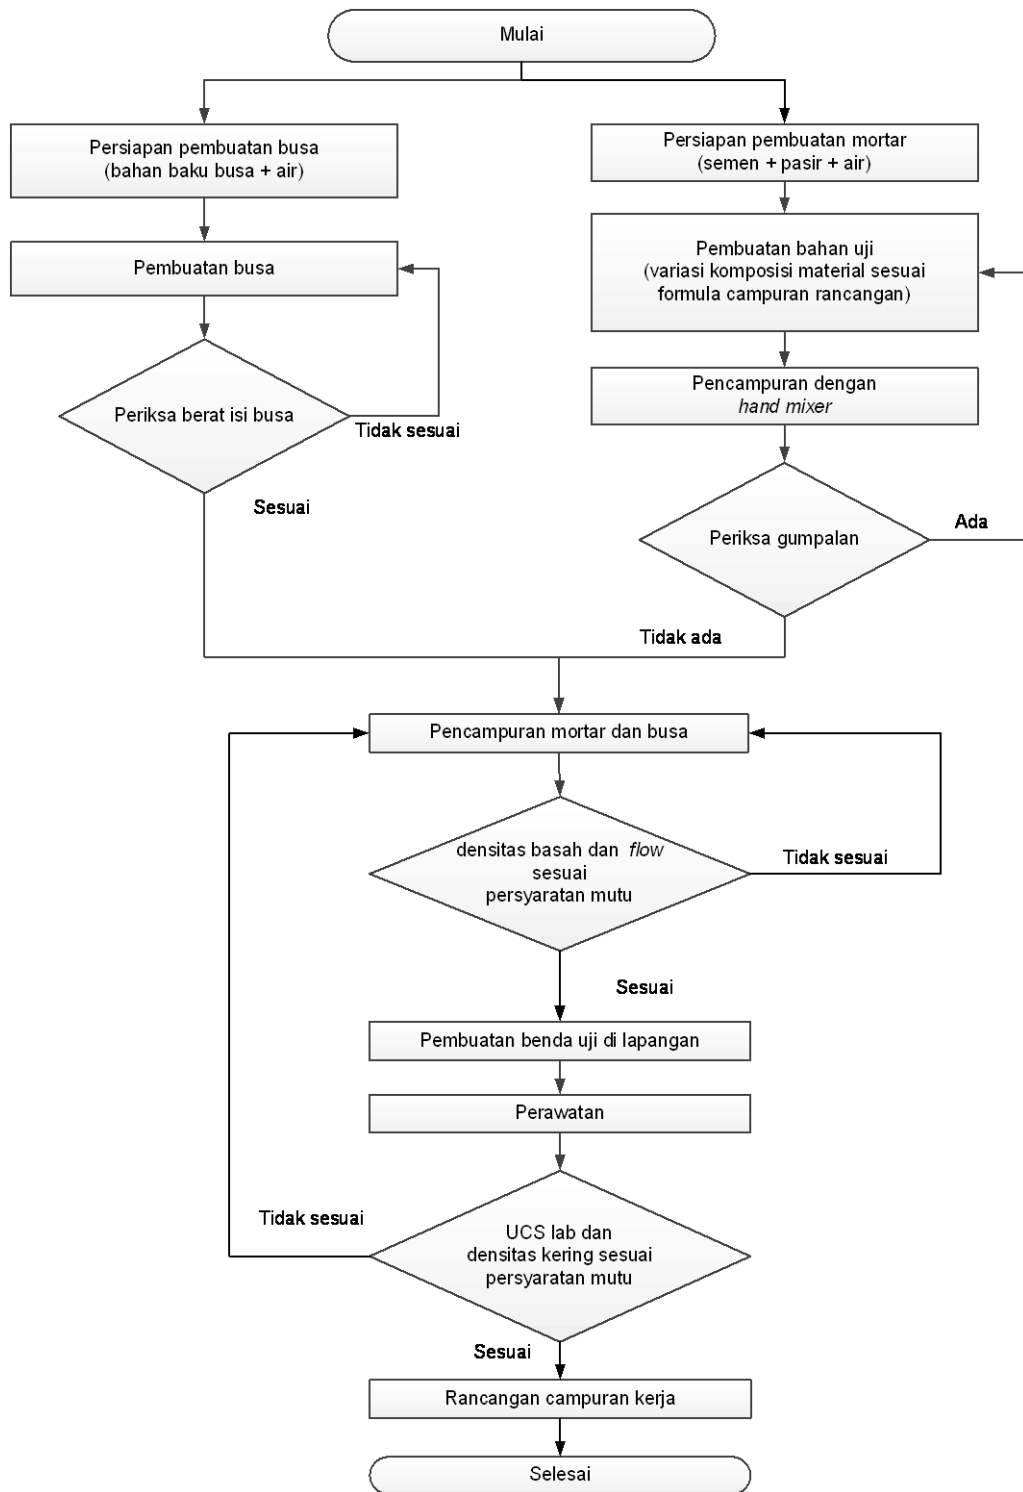 Mulai
Persiapan pembuatan busa
(bahan baku busa + air)
Persiapan pembuatan mortar
(semen + pasir + air)
Pembuatan busa
Pembuatan bahan uji
(variasi komposisi material sesuai
formula campuran rancangan)
Periksa berat isi busa
Tidak sesuai
Sesuai
Pencampuran dengan
hand mixer
Periksa gumpalan
Ada
Tidak ada
Pencampuran mortar dan busa
densitas basah dan flow
sesuai
persyaratan mutu
Tidak sesuai
Sesuai
Pembuatan benda uji di lapangan
Perawatan
UCS lab dan
densitas kering sesuai
persyaratan mutu
Tidak sesuai
Sesuai
Rancangan campuran kerja
Selesai